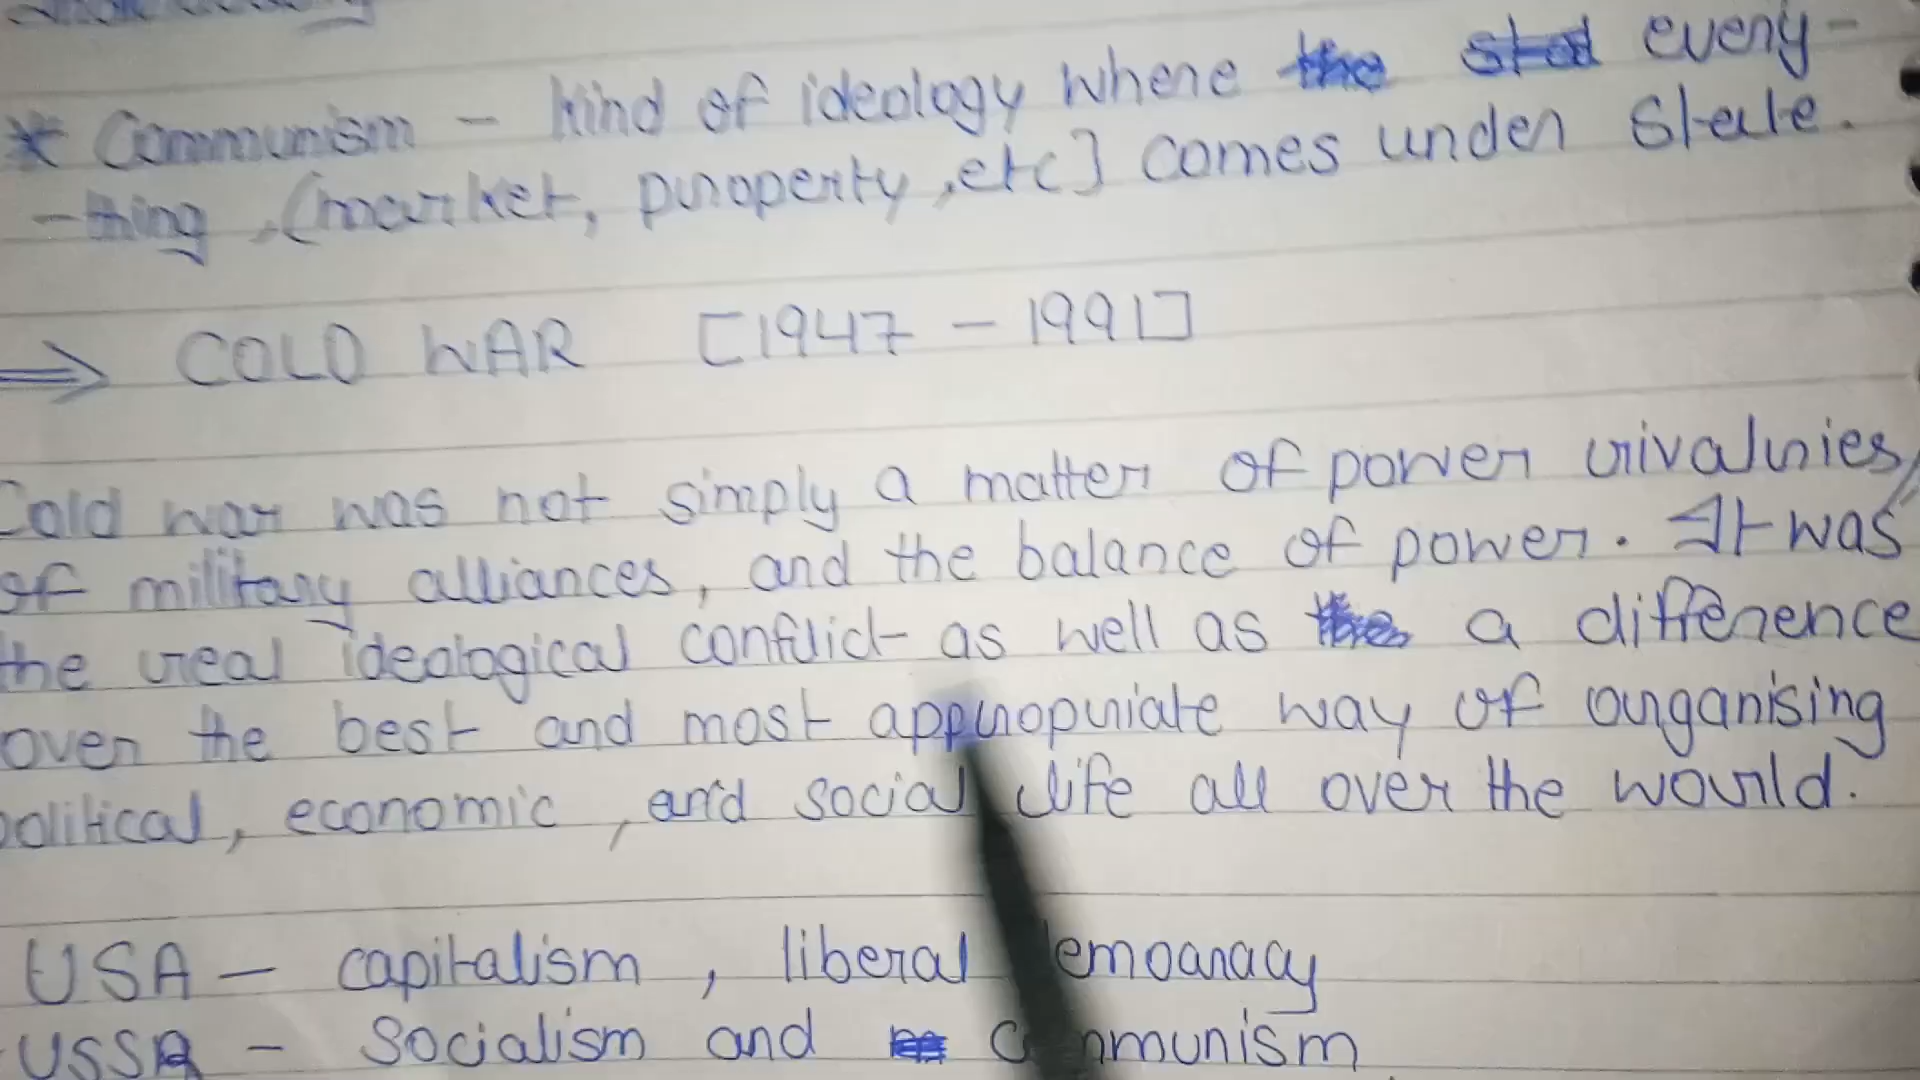 * Communism - kind of ideology where every-
-thing, (market, property, etc] comes under state.
⇒ COLD WAR [1947 - 1991]
Cold war was not simply a matter of power rivalries,
of military alliances, and the balance of power. It was
the real ideological conflict as well as a difference
over the best and most appropriate way of organising
political, economic, and social life all over the world.
USA - capitalism, liberal democracy
USSR - Socialism and communism